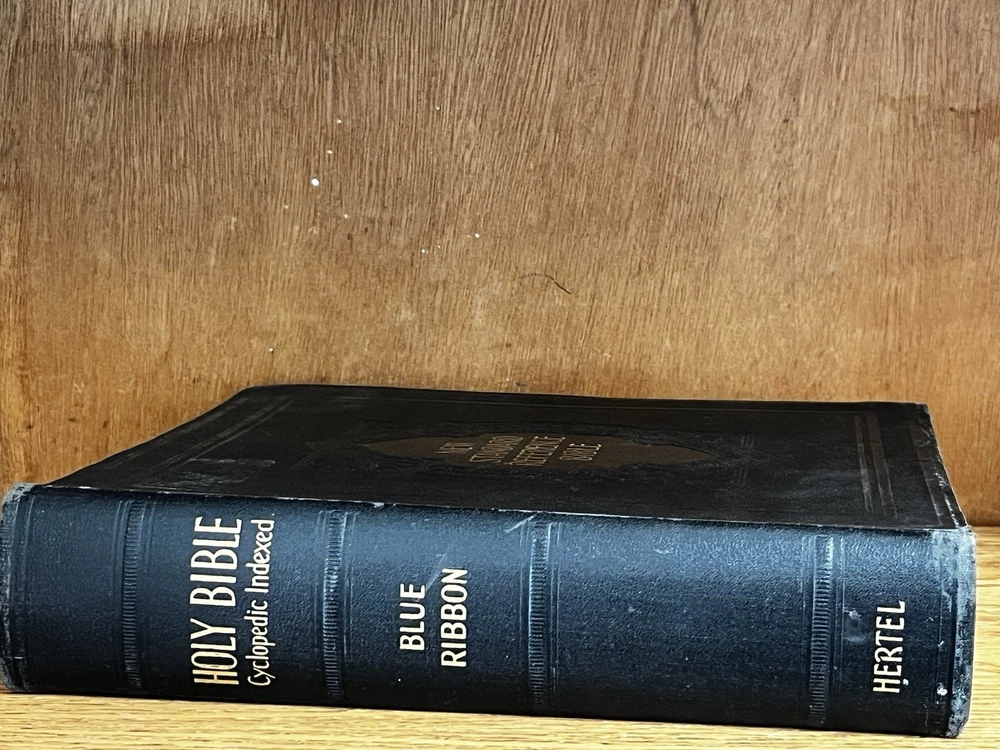 NEW
STANDARD
REFERENCE
BIBLE
HOLY BIBLE
Cyclopedic Indexed
BLUE
RIBBON
HERTEL